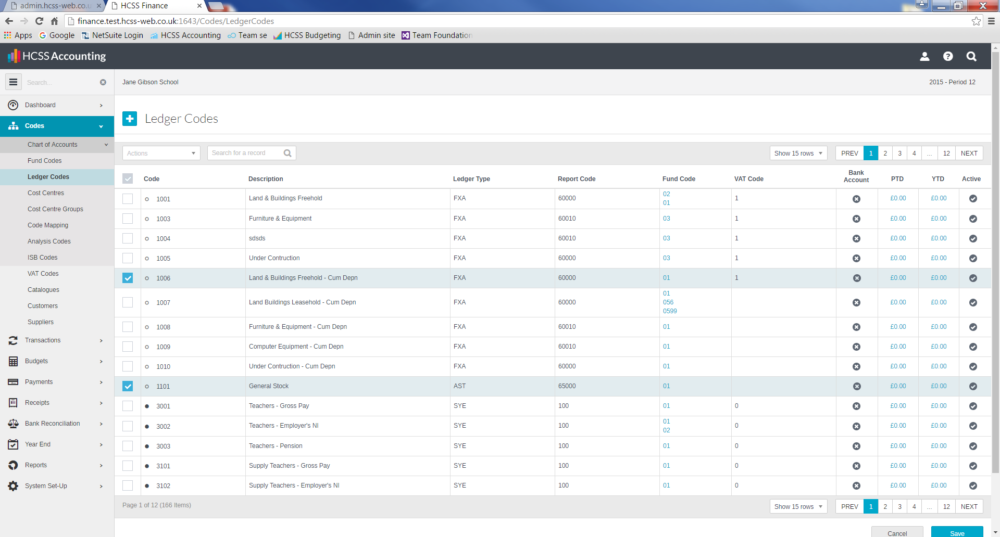 admin.hcss-web.co.u
HCSS Finance
finance.test.hcss-web.co.uk:1643/Codes/LedgerCodes
Apps Google NetSuite Login HCSS Accounting Team se HCSS Budgeting Admin site Team Foundation
HCSS Accounting
Search...
Jane Gibson School
2015 - Period 12
Dashboard
Codes
Chart of Accounts
Fund Codes
Ledger Codes
Cost Centres
Cost Centre Groups
Code Mapping
Analysis Codes
ISB Codes
VAT Codes
Catalogues
Customers
Suppliers
Transactions
Budgets
Payments
Receipts
Bank Reconciliation
Year End
Reports
System Set-Up
Ledger Codes
Actions
Search for a record
Show 15 rows
PREV 1 2 3 4 ... 12 NEXT
Code Description Ledger Type Report Code Fund Code VAT Code Bank Account PTD YTD Active
1001 Land & Buildings Freehold FXA 60000 02 01 1 £0.00 £0.00
1003 Furniture & Equipment FXA 60010 03 1 £0.00 £0.00
1004 sdsds FXA 60010 03 1 £0.00 £0.00
1005 Under Contruction FXA 60000 03 1 £0.00 £0.00
1006 Land & Buildings Freehold - Cum Depn FXA 60000 01 1 £0.00 £0.00
1007 Land Buildings Leasehold - Cum Depn FXA 60000 01 056 0599 £0.00 £0.00
1008 Furniture & Equipment - Cum Depn FXA 60010 01 £0.00 £0.00
1009 Computer Equipment - Cum Depn FXA 60010 01 £0.00 £0.00
1010 Under Contruction - Cum Depn FXA 60000 01 £0.00 £0.00
1101 General Stock AST 65000 01 £0.00 £0.00
3001 Teachers - Gross Pay SYE 100 01 0 £0.00 £0.00
3002 Teachers - Employer's NI SYE 100 01 02 0 £0.00 £0.00
3003 Teachers - Pension SYE 100 01 0 £0.00 £0.00
3101 Supply Teachers - Gross Pay SYE 100 01 0 £0.00 £0.00
3102 Supply Teachers - Employer's NI SYE 100 01 0 £0.00 £0.00
Page 1 of 12 (166 Items)
Show 15 rows
PREV 1 2 3 4 ... 12 NEXT
Cancel
Save